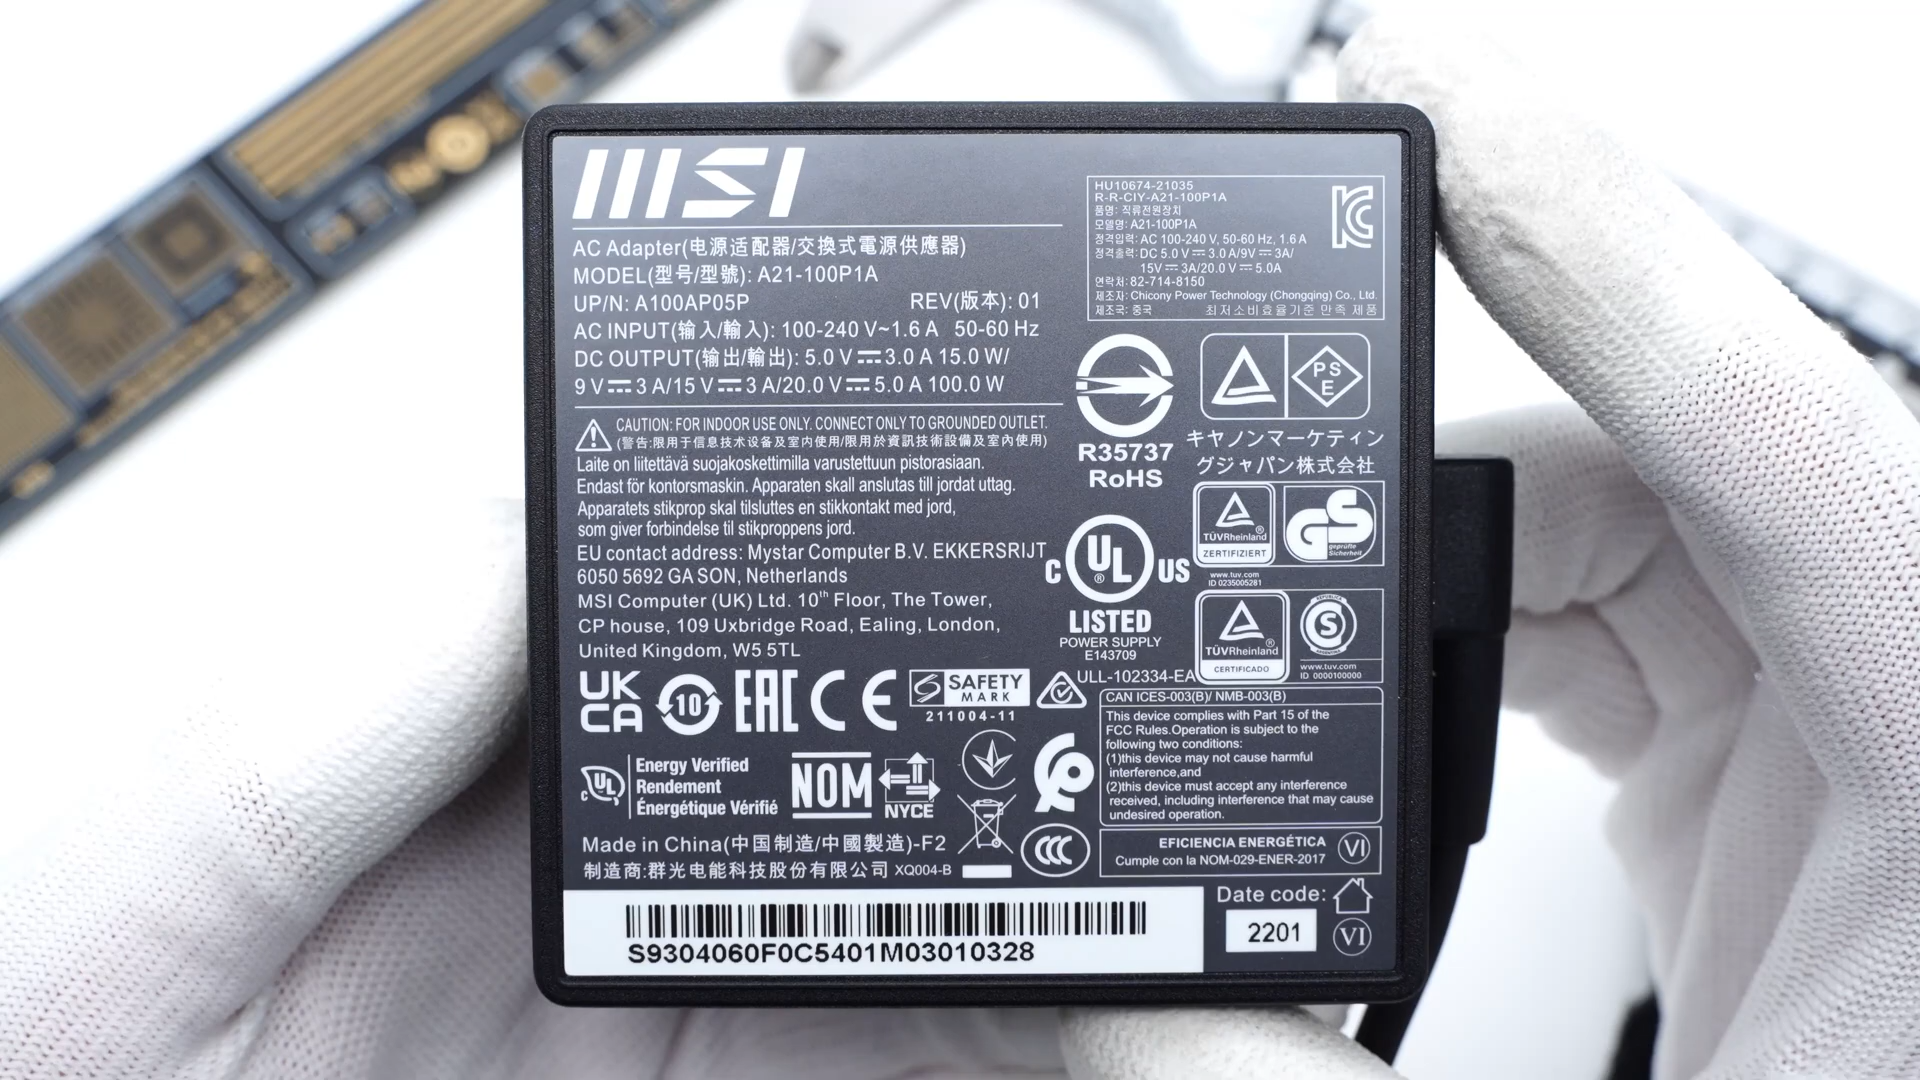 msi
AC Adapter(电源适配器/交換式電源供應器)
MODEL(型号/型號): A21-100P1A
UP/N: A100AP05P REV(版本): 01
AC INPUT(输入/輸入): 100-240 V~1.6 A 50-60 Hz
DC OUTPUT(输出/輸出): 5.0 V⎓3.0 A 15.0 W/
9 V⎓3 A/15 V⎓3 A/20.0 V⎓5.0 A 100.0 W
CAUTION: FOR INDOOR USE ONLY. CONNECT ONLY TO GROUNDED OUTLET.
(警告:限用于信息技术设备及室内使用/限用於資訊技術設備及室內使用)
Laite on liitettävä suojakoskettimilla varustettuun pistorasiaan.
Endast för kontorsmaskin. Apparaten skall anslutas till jordat uttag.
Apparatets stikprop skal tilsluttes en stikkontakt med jord,
som giver forbindelse til stikproppens jord.
EU contact address: Mystar Computer B.V. EKKERSRIJT
6050 5692 GA SON, Netherlands
MSI Computer (UK) Ltd. 10th Floor, The Tower,
CP house, 109 Uxbridge Road, Ealing, London,
United Kingdom, W5 5TL
UK
CA
10
EAC
CE
SAFETY
MARK
211004-11
c UL
Energy Verified
Rendement
Énergétique Vérifié
NOM
NYCE
Made in China(中国制造/中國製造)-F2
制造商:群光电能科技股份有限公司 XQ004-B
CCC
S9304060F0C5401M03010328
HU10674-21035
R-R-CIY-A21-100P1A
품명: 직류전원장치
모델명: A21-100P1A
정격입력: AC 100-240 V, 50-60 Hz, 1.6 A
정격출력: DC 5.0 V⎓3.0 A/9V⎓3A/
15V⎓3A/20.0 V⎓5.0A
연락처: 82-714-8150
제조자: Chicony Power Technology (Chongqing) Co., Ltd.
제조국: 중국 최저소비효율기준 만족 제품
KC
R35737
RoHS
PS
E
キヤノンマーケティン
グジャパン株式会社
C UL® US
LISTED
POWER SUPPLY
E143709
TÜVRheinland®
ZERTIFIZIERT
GS
geprüfte
Sicherheit
www.tuv.com
ID 0235005281
TÜVRheinland®
CERTIFICADO
S
www.tuv.com
ID 0000100000
ULL-102334-EA
CAN ICES-003(B)/ NMB-003(B)
This device complies with Part 15 of the
FCC Rules.Operation is subject to the
following two conditions:
(1)this device may not cause harmful
interference,and
(2)this device must accept any interference
received, including interference that may cause
undesired operation.
EFICIENCIA ENERGÉTICA
Cumple con la NOM-029-ENER-2017
VI
Date code:
2201
VI